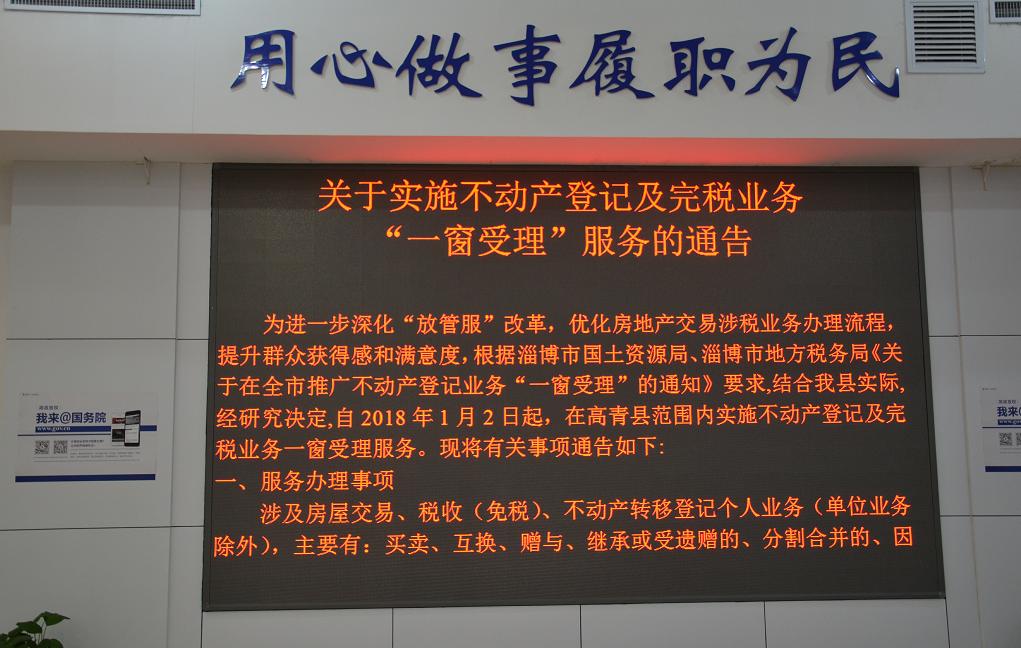 用心做事履职为民
关于实施不动产登记及完税业务
“一窗受理”服务的通告
为进一步深化“放管服”改革，优化房地产交易涉税业务办理流程，
提升群众获得感和满意度，根据淄博市国土资源局、淄博市地方税务局《关
于在全市推广不动产登记业务“一窗受理”的通知》要求,结合我县实际,
经研究决定,自2018年1月2日起，在高青县范围内实施不动产登记及完
税业务一窗受理服务。现将有关事项通告如下:
一、服务办理事项
涉及房屋交易、税收（免税）、不动产转移登记个人业务（单位业务
除外），主要有：买卖、互换、赠与、继承或受遗赠的、分割合并的、因
我来@国务院
www.gov.cn
我来
www